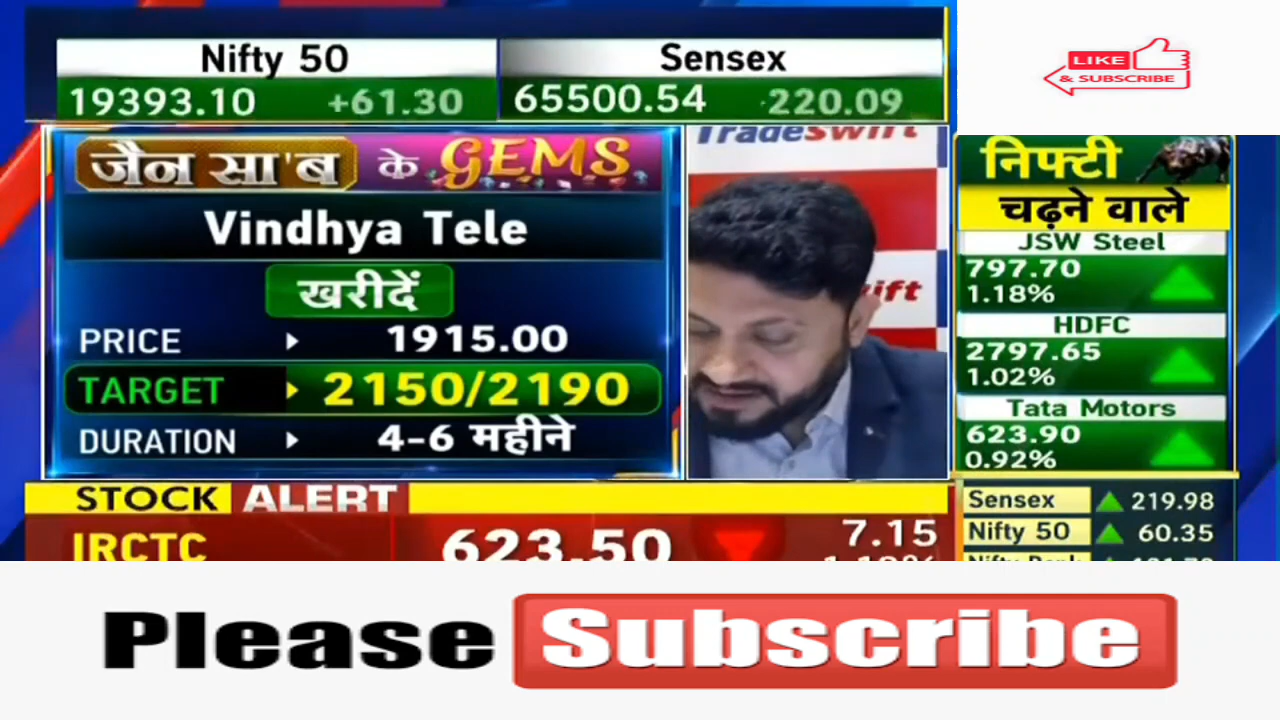 Nifty 50
19393.10 +61.30
Sensex
65500.54 220.09
LIKE
& SUBSCRIBE
जैन सा'ब के GEMS
Vindhya Tele
खरीदें
PRICE 1915.00
TARGET 2150/2190
DURATION 4-6 महीने
TradeSwift
ift
निफ्टी
चढ़ने वाले
JSW Steel
797.70
1.18%
HDFC
2797.65
1.02%
Tata Motors
623.90
0.92%
Sensex 219.98
Nifty 50 60.35
STOCK ALERT
IRCTC 623.50 7.15
Please Subscribe